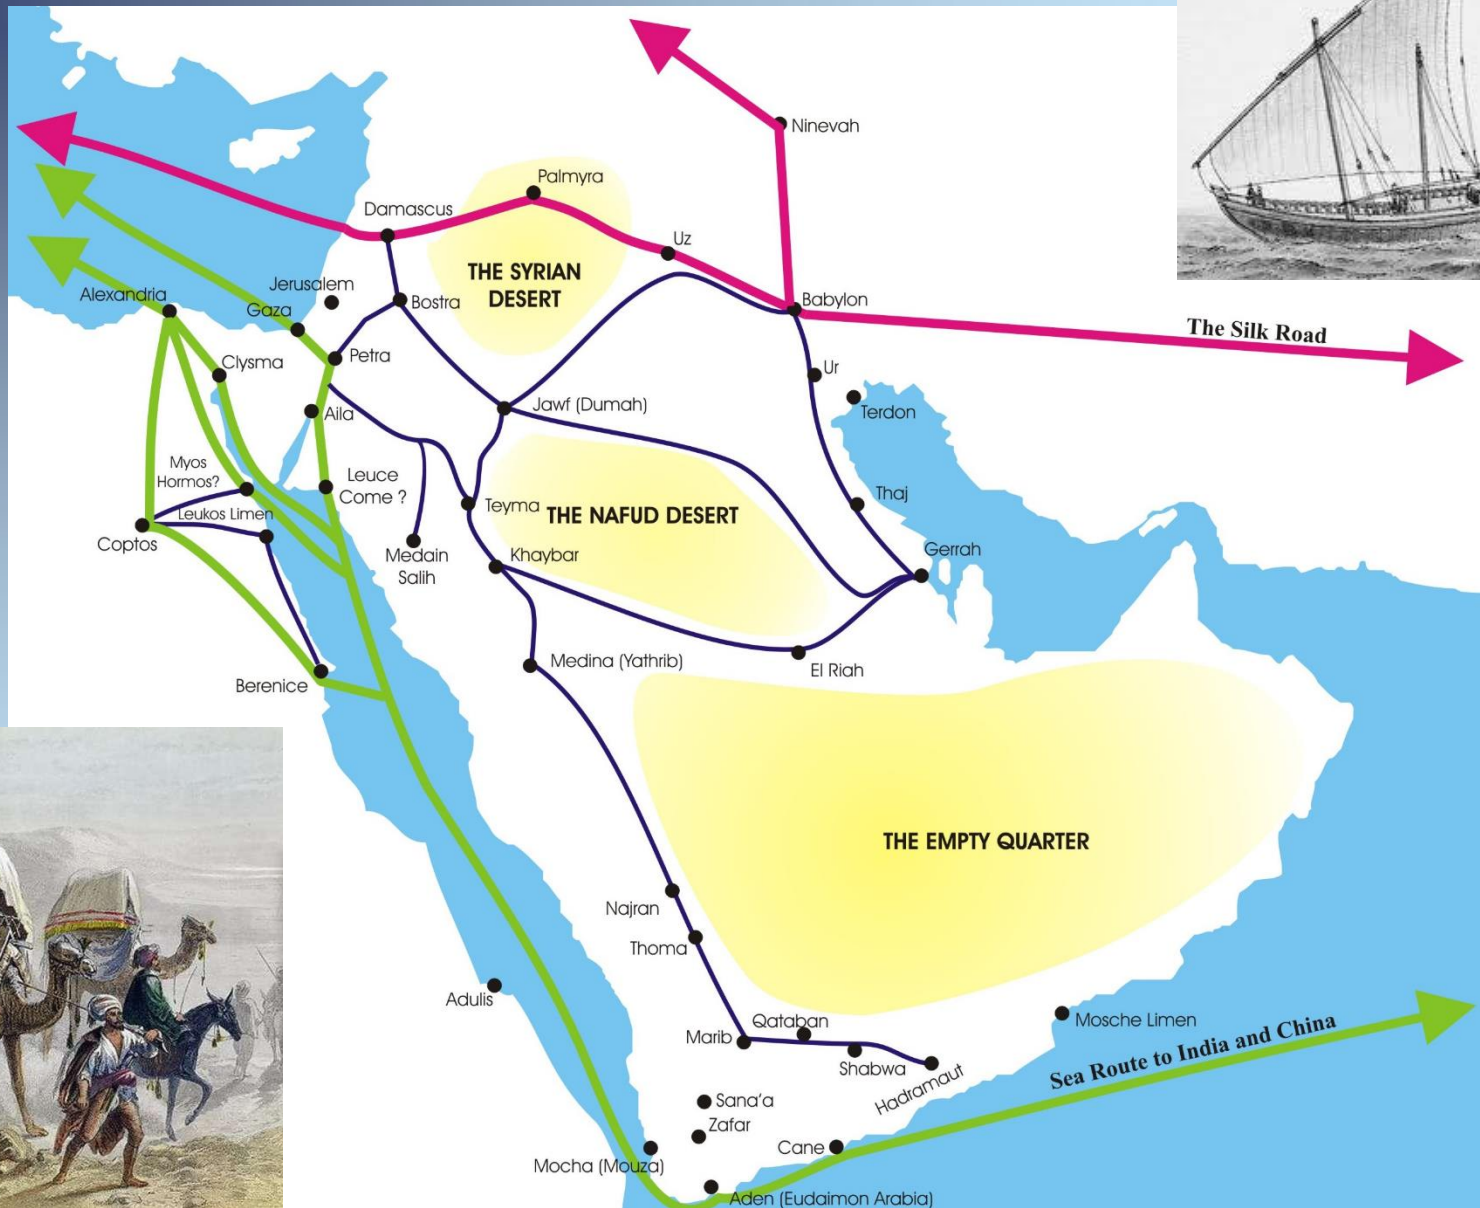 Ninevah
Palmyra
Damascus
Uz
THE SYRIAN
DESERT
Jerusalem
Alexandria
Bostra
Babylon
Gaza
The Silk Road
Petra
Clysma
Ur
Jawf (Dumah)
Terdon
Aila
Myos
Hormos?
Leuce
Come ?
Thaj
Teyma
THE NAFUD DESERT
Leukos Limen
Coptos
Medain
Salih
Khaybar
Gerrah
Medina (Yathrib)
El Riah
Berenice
THE EMPTY QUARTER
Najran
Thoma
Adulis
Mosche Limen
Qataban
Marib
Shabwa
Hadramaut
Sea Route to India and China
Sana'a
Zafar
Cane
Mocha (Mouza)
Aden (Eudaimon Arabia)